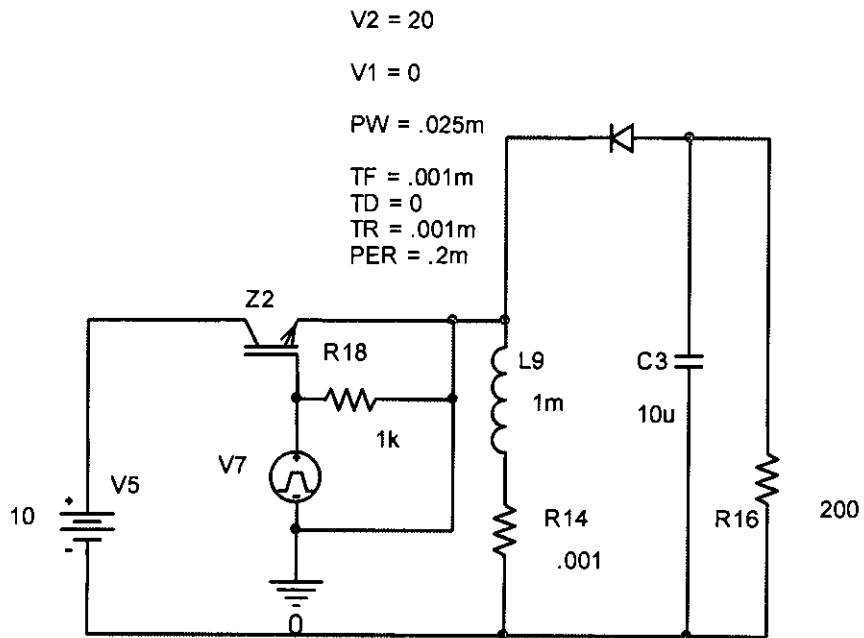 V2 = 20
V1 = 0
PW = .025m
TF = .001m
TD = 0
TR = .001m
PER = .2m
Z2
R18
1k
L9
1m
C3
10u
V7
V5
10
+
-
+
-
R14
.001
R16
200
0